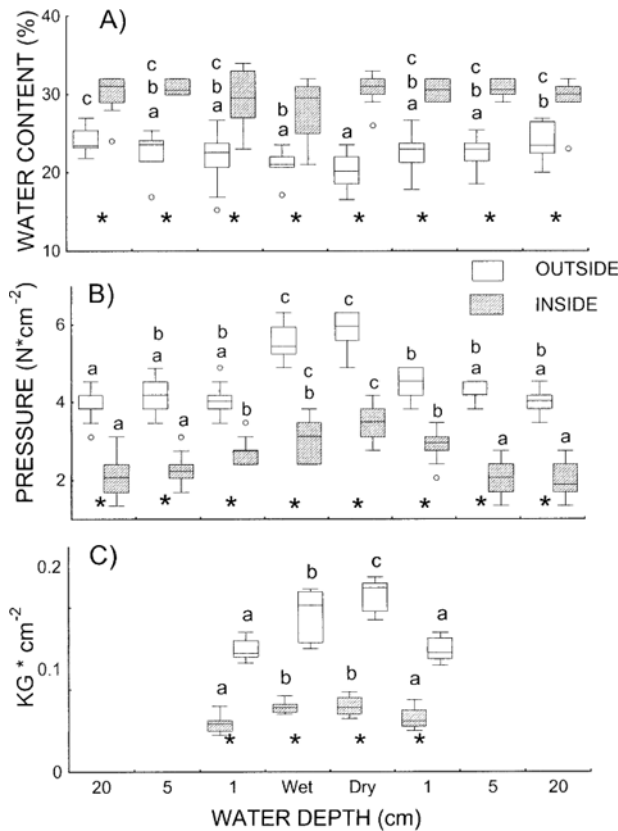 A)
WATER CONTENT (%)
40
30
20
10
c c b a c b a c b a b a a c b a c b a c b
* * * * * * * *
OUTSIDE
INSIDE
B)
PRESSURE (N*cm-2)
6
4
2
a b a b a c c b b a b a
a a b c b c b a a
* * * * * * * *
C)
KG * cm-2
0.2
0.1
0
a b c a
a b b a
* * * *
20 5 1 Wet Dry 1 5 20
WATER DEPTH (cm)